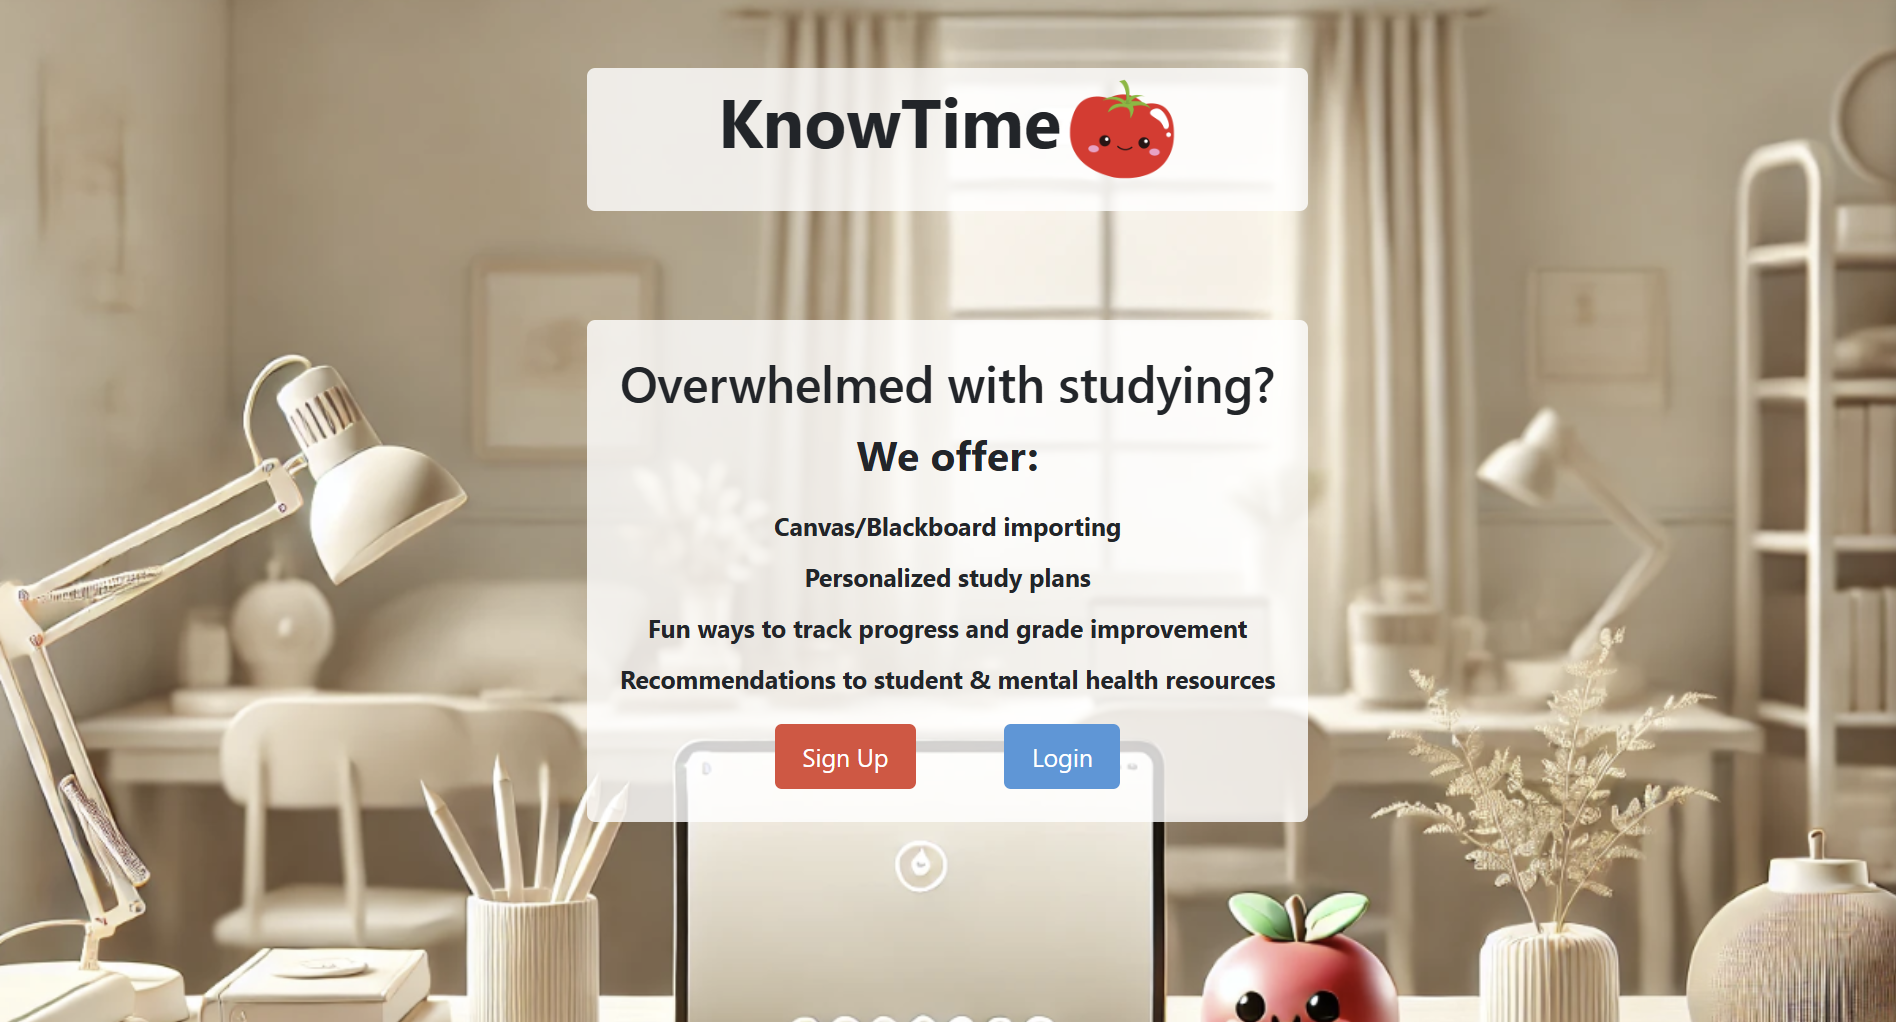 KnowTime
Overwhelmed with studying?
We offer:
Canvas/Blackboard importing
Personalized study plans
Fun ways to track progress and grade improvement
Recommendations to student & mental health resources
Sign Up
Login